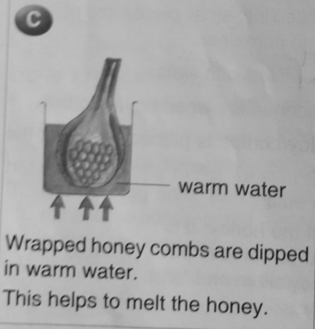 C
warm water
Wrapped honey combs are dipped
in warm water.
This helps to melt the honey.